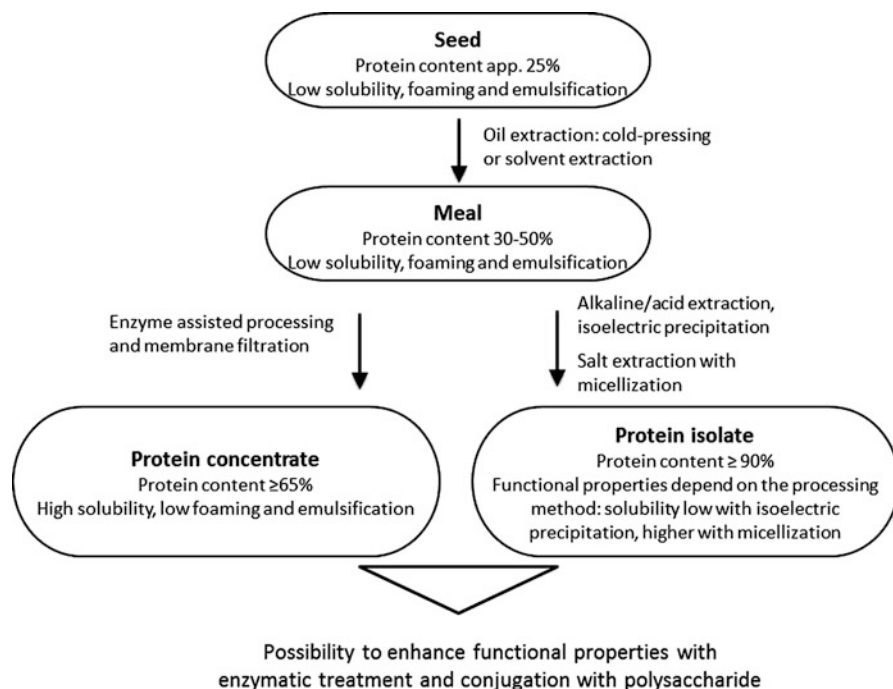 Seed
Protein content app. 25%
Low solubility, foaming and emulsification
Oil extraction: cold-pressing
or solvent extraction
Meal
Protein content 30-50%
Low solubility, foaming and emulsification
Enzyme assisted processing
and membrane filtration
Alkaline/acid extraction,
isoelectric precipitation
Salt extraction with
micellization
Protein concentrate
Protein content ≥65%
High solubility, low foaming and emulsification
Protein isolate
Protein content ≥ 90%
Functional properties depend on the processing
method: solubility low with isoelectric
precipitation, higher with micellization
Possibility to enhance functional properties with
enzymatic treatment and conjugation with polysaccharide